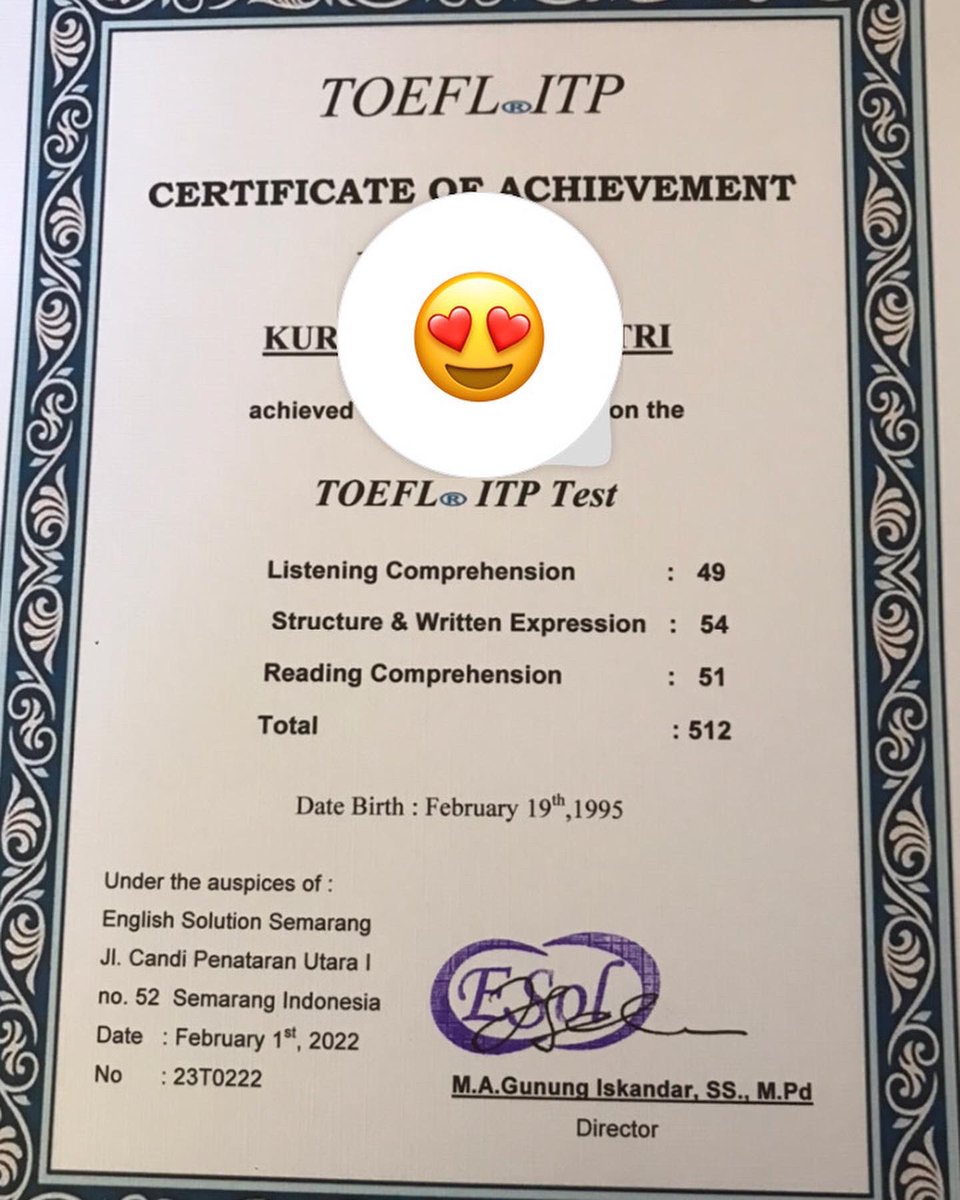 TOEFL® ITP
CERTIFICATE OF ACHIEVEMENT
KUR TRI
achieved on the
TOEFL® ITP Test
Listening Comprehension : 49
Structure & Written Expression : 54
Reading Comprehension : 51
Total : 512
Date Birth : February 19th,1995
Under the auspices of :
English Solution Semarang
Jl. Candi Penataran Utara I
no. 52 Semarang Indonesia
Date : February 1st, 2022
No : 23T0222
ESol
M.A.Gunung Iskandar, SS., M.Pd
Director